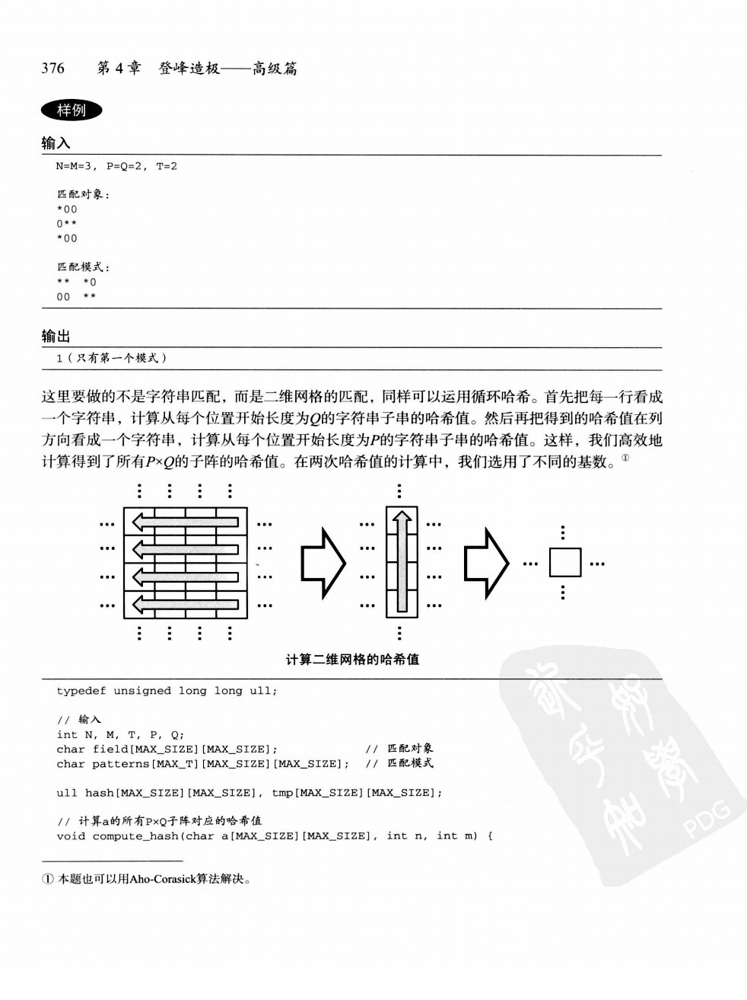 376 第 4 章 登峰造极——高级篇
样例
输入
N=M=3, P=Q=2, T=2
匹配对象：
*00
0**
*00
匹配模式：
** *0
00 **
输出
1（只有第一个模式）
这里要做的不是字符串匹配，而是二维网格的匹配，同样可以运用循环哈希。首先把每一行看成
一个字符串，计算从每个位置开始长度为Q的字符串子串的哈希值。然后再把得到的哈希值在列
方向看成一个字符串，计算从每个位置开始长度为P的字符串子串的哈希值。这样，我们高效地
计算得到了所有P×Q的子阵的哈希值。在两次哈希值的计算中，我们选用了不同的基数。①
计算二维网格的哈希值
typedef unsigned long long ull;
// 输入
int N, M, T, P, Q;
char field[MAX_SIZE][MAX_SIZE]; // 匹配对象
char patterns[MAX_T][MAX_SIZE][MAX_SIZE]; // 匹配模式
ull hash[MAX_SIZE][MAX_SIZE], tmp[MAX_SIZE][MAX_SIZE];
// 计算a的所有P×Q子阵对应的哈希值
void compute_hash(char a[MAX_SIZE][MAX_SIZE], int n, int m) {
PDG
① 本题也可以用Aho-Corasick算法解决。